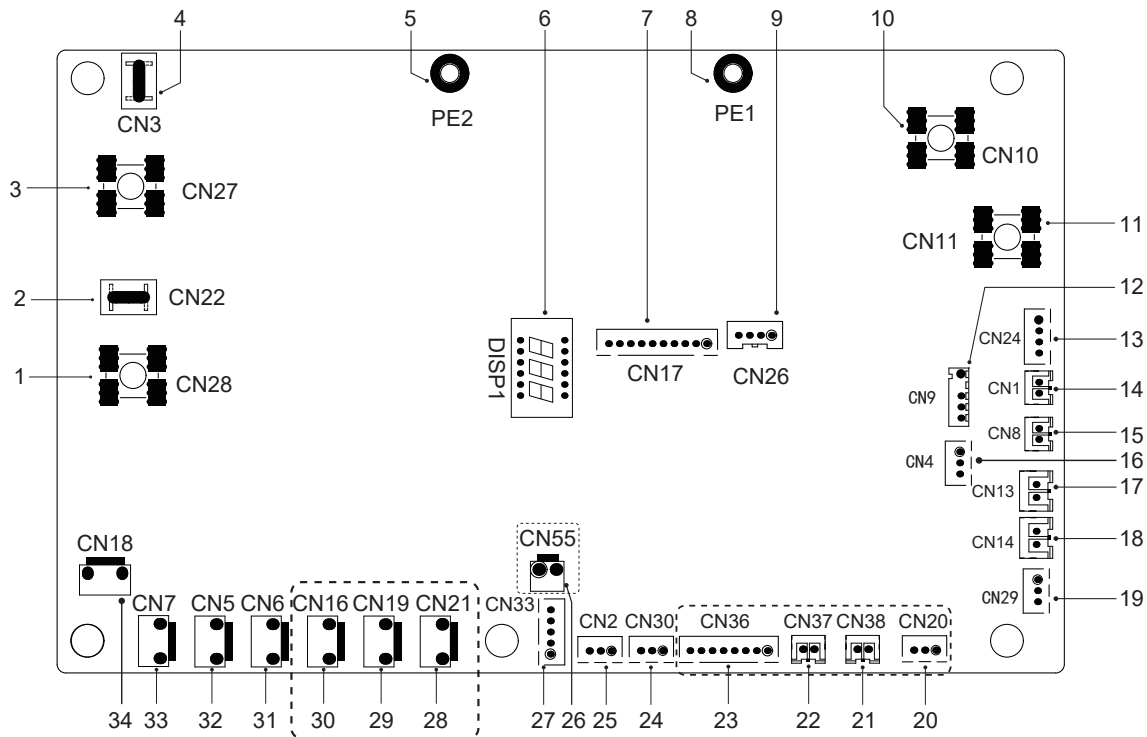 4 5 6 7 8 9 10
CN3 PE2 PE1 CN10
3 CN27
CN11 11
2 CN22 12
CN24 13
DISP1 CN17 CN26
1 CN28 CN9 CN1 14
CN8 15
CN4 16
CN13 17
CN18 CN55 CN14 18
CN7 CN5 CN6 CN16 CN19 CN21 CN33 CN2 CN30 CN36 CN37 CN38 CN20 CN29 19
34 33 32 31 30 29 28 27 26 25 24 23 22 21 20